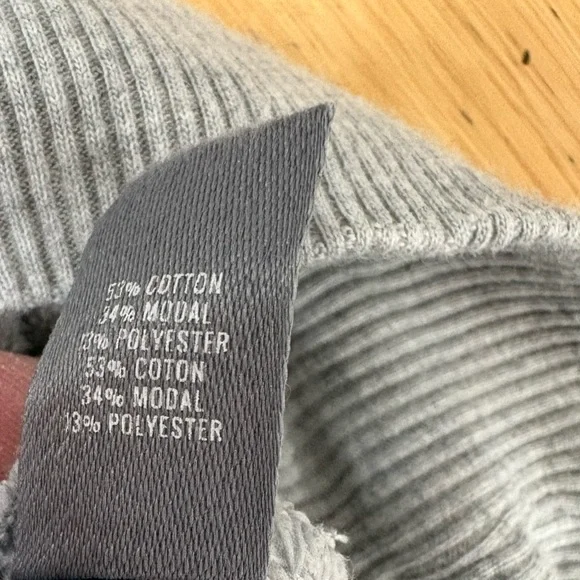 53% COTTON
34% MODAL
13% POLYESTER
53% COTON
34% MODAL
13% POLYESTER